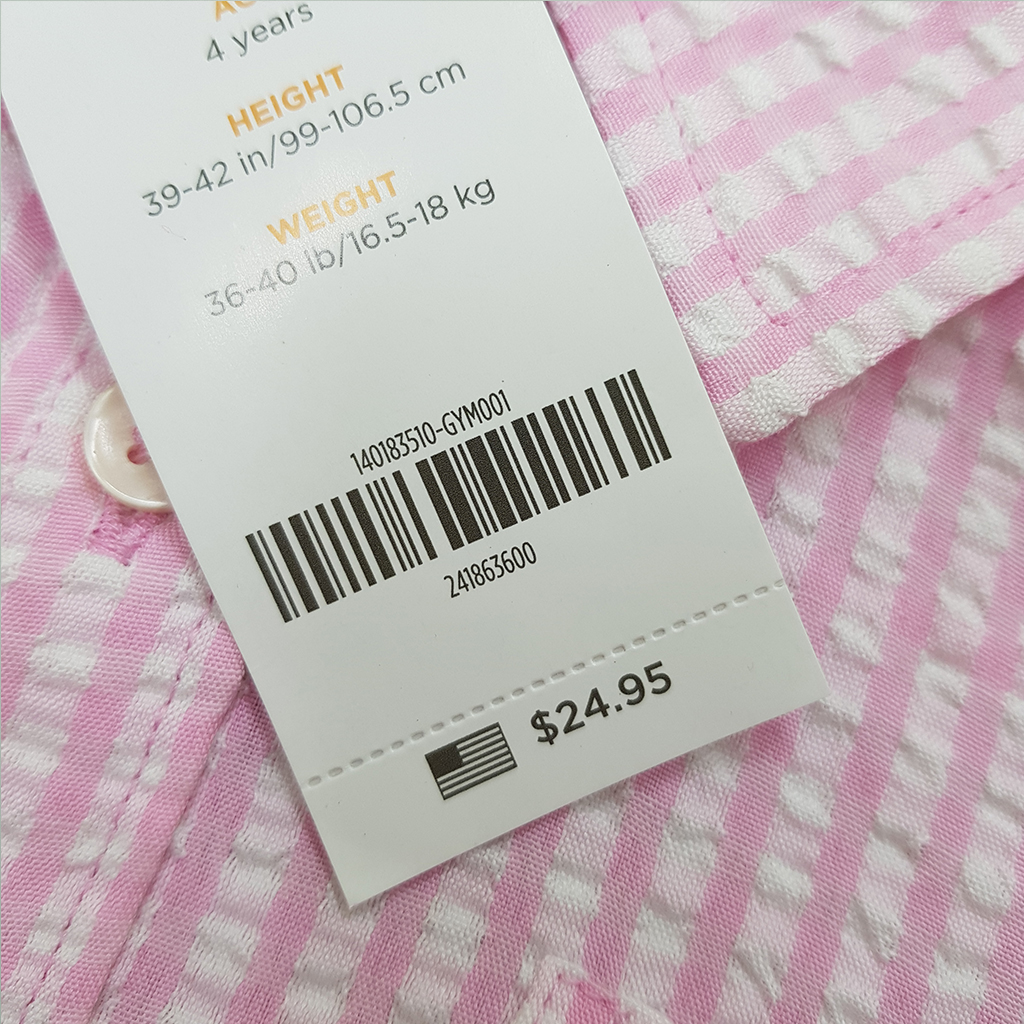 4 years
HEIGHT
39-42 in/99-106.5 cm
WEIGHT
36-40 lb/16.5-18 kg
140183510-GYM001
241863600
$24.95